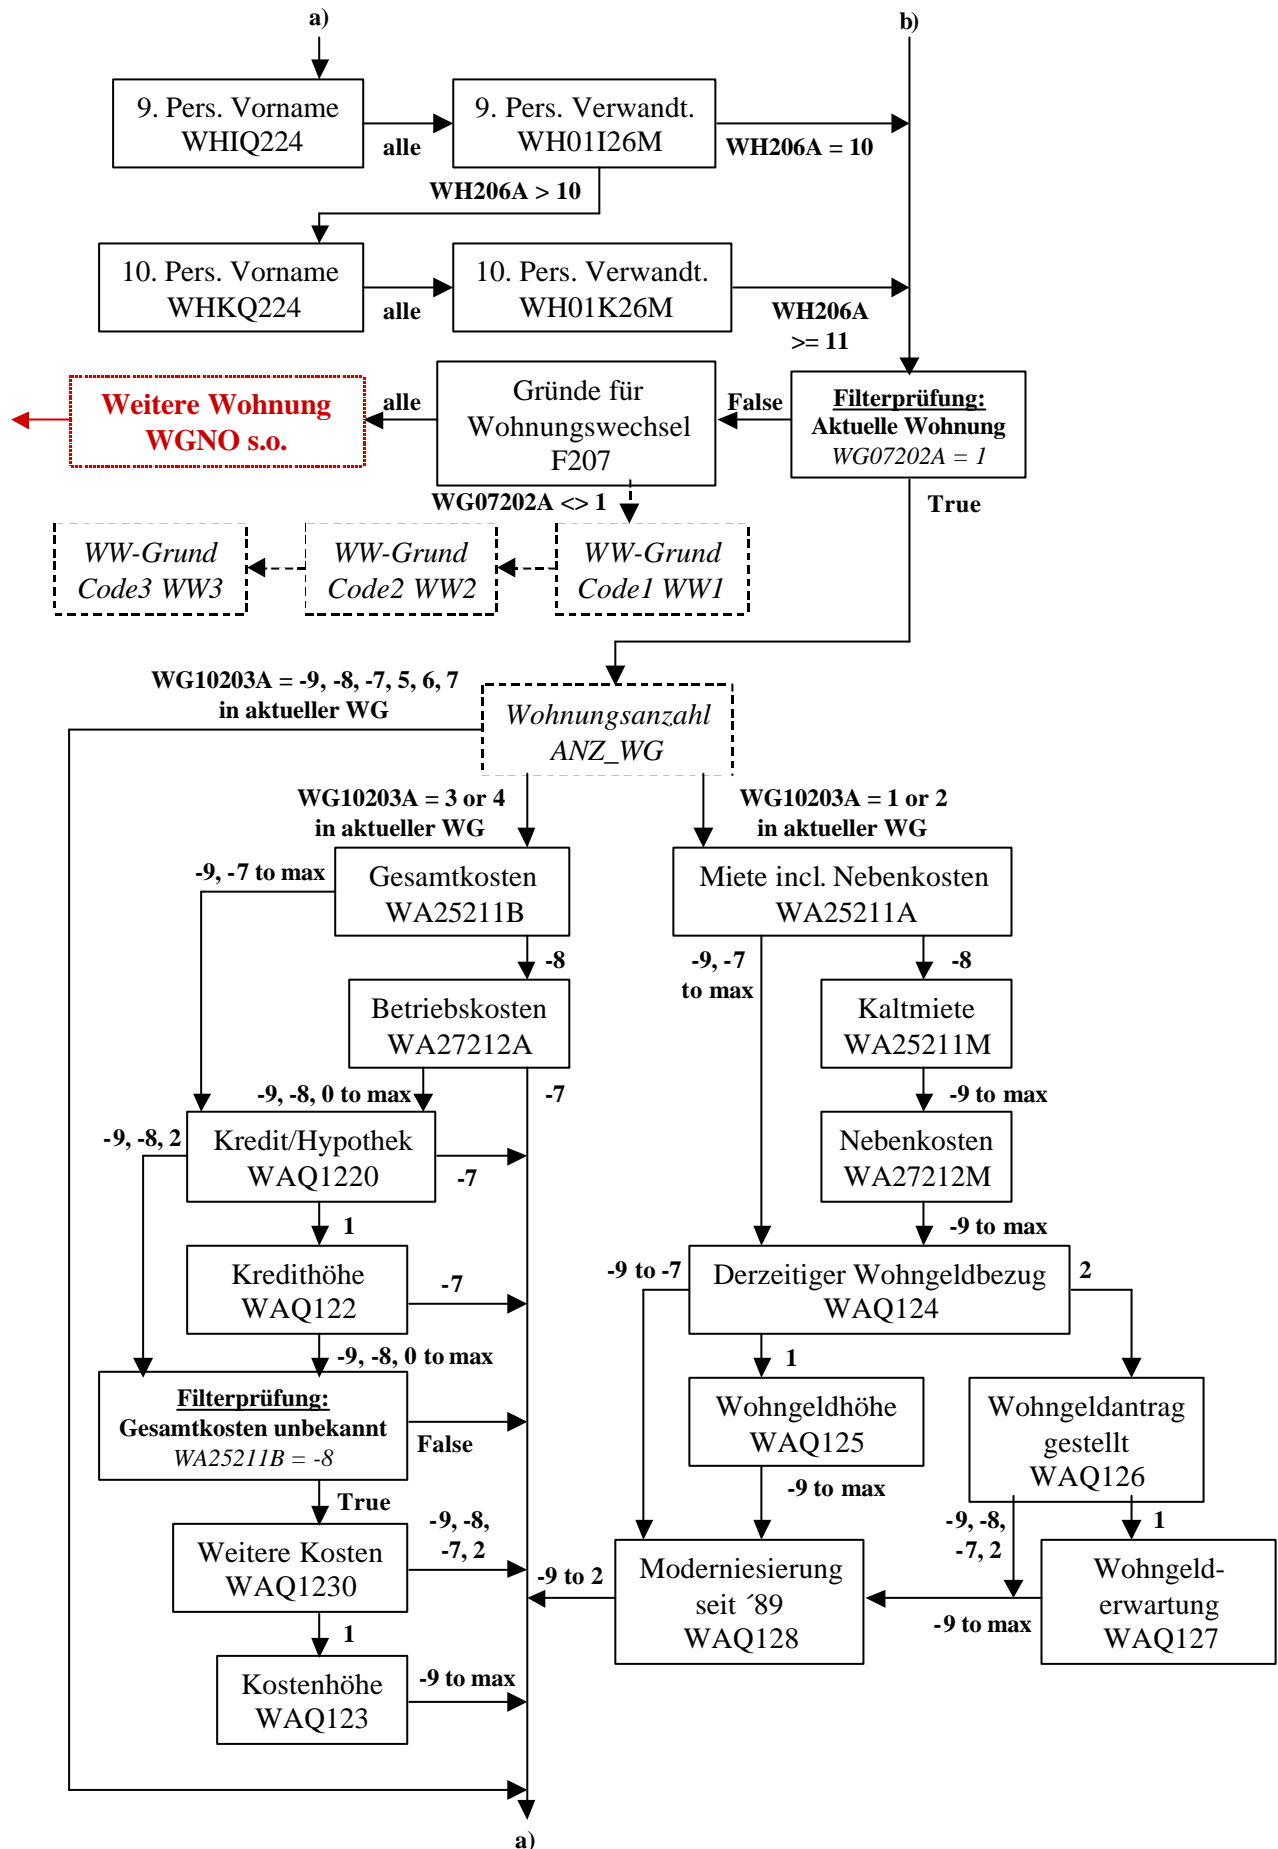 a)
b)
9. Pers. Vorname
WHIQ224
alle
9. Pers. Verwandt.
WH01I26M
WH206A = 10
WH206A > 10
10. Pers. Vorname
WHKQ224
alle
10. Pers. Verwandt.
WH01K26M
WH206A
>= 11
Weitere Wohnung
WGNO s.o.
alle
Gründe für
Wohnungswechsel
F207
False
Filterprüfung:
Aktuelle Wohnung
WG07202A = 1
WG07202A <> 1
True
WW-Grund
Code3 WW3
WW-Grund
Code2 WW2
WW-Grund
Code1 WW1
WG10203A = -9, -8, -7, 5, 6, 7
in aktueller WG
Wohnungsanzahl
ANZ_WG
WG10203A = 3 or 4
in aktueller WG
WG10203A = 1 or 2
in aktueller WG
-9, -7 to max
Gesamtkosten
WA25211B
Miete incl. Nebenkosten
WA25211A
-8
-9, -7
to max
-8
Betriebskosten
WA27212A
Kaltmiete
WA25211M
-9, -8, 0 to max
-7
-9 to max
-9, -8, 2
Kredit/Hypothek
WAQ1220
-7
Nebenkosten
WA27212M
1
-9 to max
Kredithöhe
WAQ122
-7
-9 to -7
Derzeitiger Wohngeldbezug
WAQ124
2
-9, -8, 0 to max
1
Filterprüfung:
Gesamtkosten unbekannt
WA25211B = -8
False
Wohngeldhöhe
WAQ125
Wohngeldantrag
gestellt
WAQ126
True
-9 to max
-9, -8,
-7, 2
1
Weitere Kosten
WAQ1230
-9, -8,
-7, 2
-9 to 2
Moderniesierung
seit ´89
WAQ128
-9 to max
Wohngeld-
erwartung
WAQ127
1
Kostenhöhe
WAQ123
-9 to max
a)